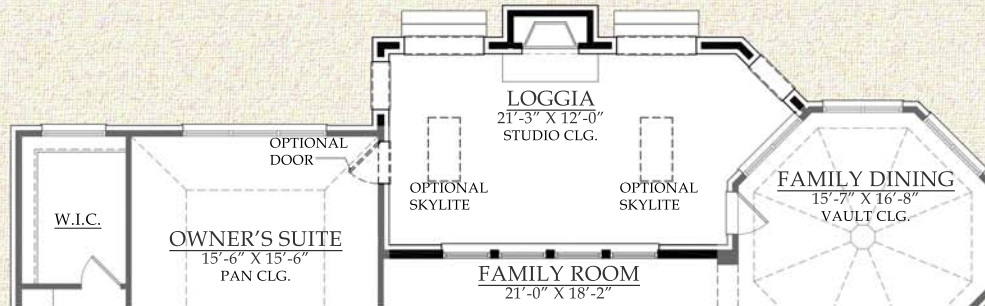 LOGGIA
21'-3" X 12'-0"
STUDIO CLG.
OPTIONAL
DOOR
OPTIONAL
SKYLITE
OPTIONAL
SKYLITE
FAMILY DINING
15'-7" X 16'-8"
VAULT CLG.
W.I.C.
OWNER'S SUITE
15'-6" X 15'-6"
PAN CLG.
FAMILY ROOM
21'-0" X 18'-2"